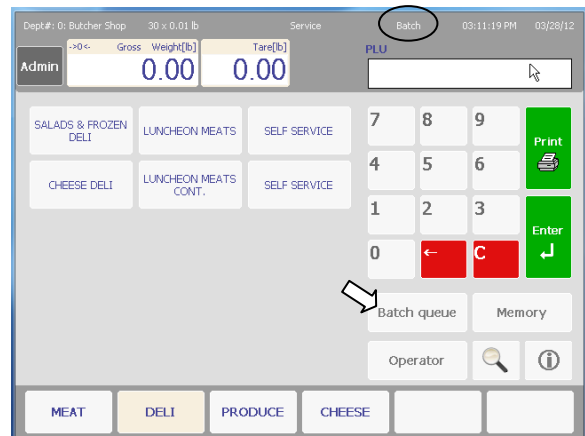 Dept#: 0: Butcher Shop 30 x 0.01 lb Service Batch 03:11:19 PM 03/28/12
->0<- Gross Weight[lb] Tare[lb] PLU
Admin 0.00 0.00
SALADS & FROZEN DELI
LUNCHEON MEATS
SELF SERVICE
CHEESE DELI
LUNCHEON MEATS CONT.
SELF SERVICE
7 8 9 Print
4 5 6
1 2 3 Enter
0 ← C ↵
Batch queue Memory
Operator
MEAT DELI PRODUCE CHEESE